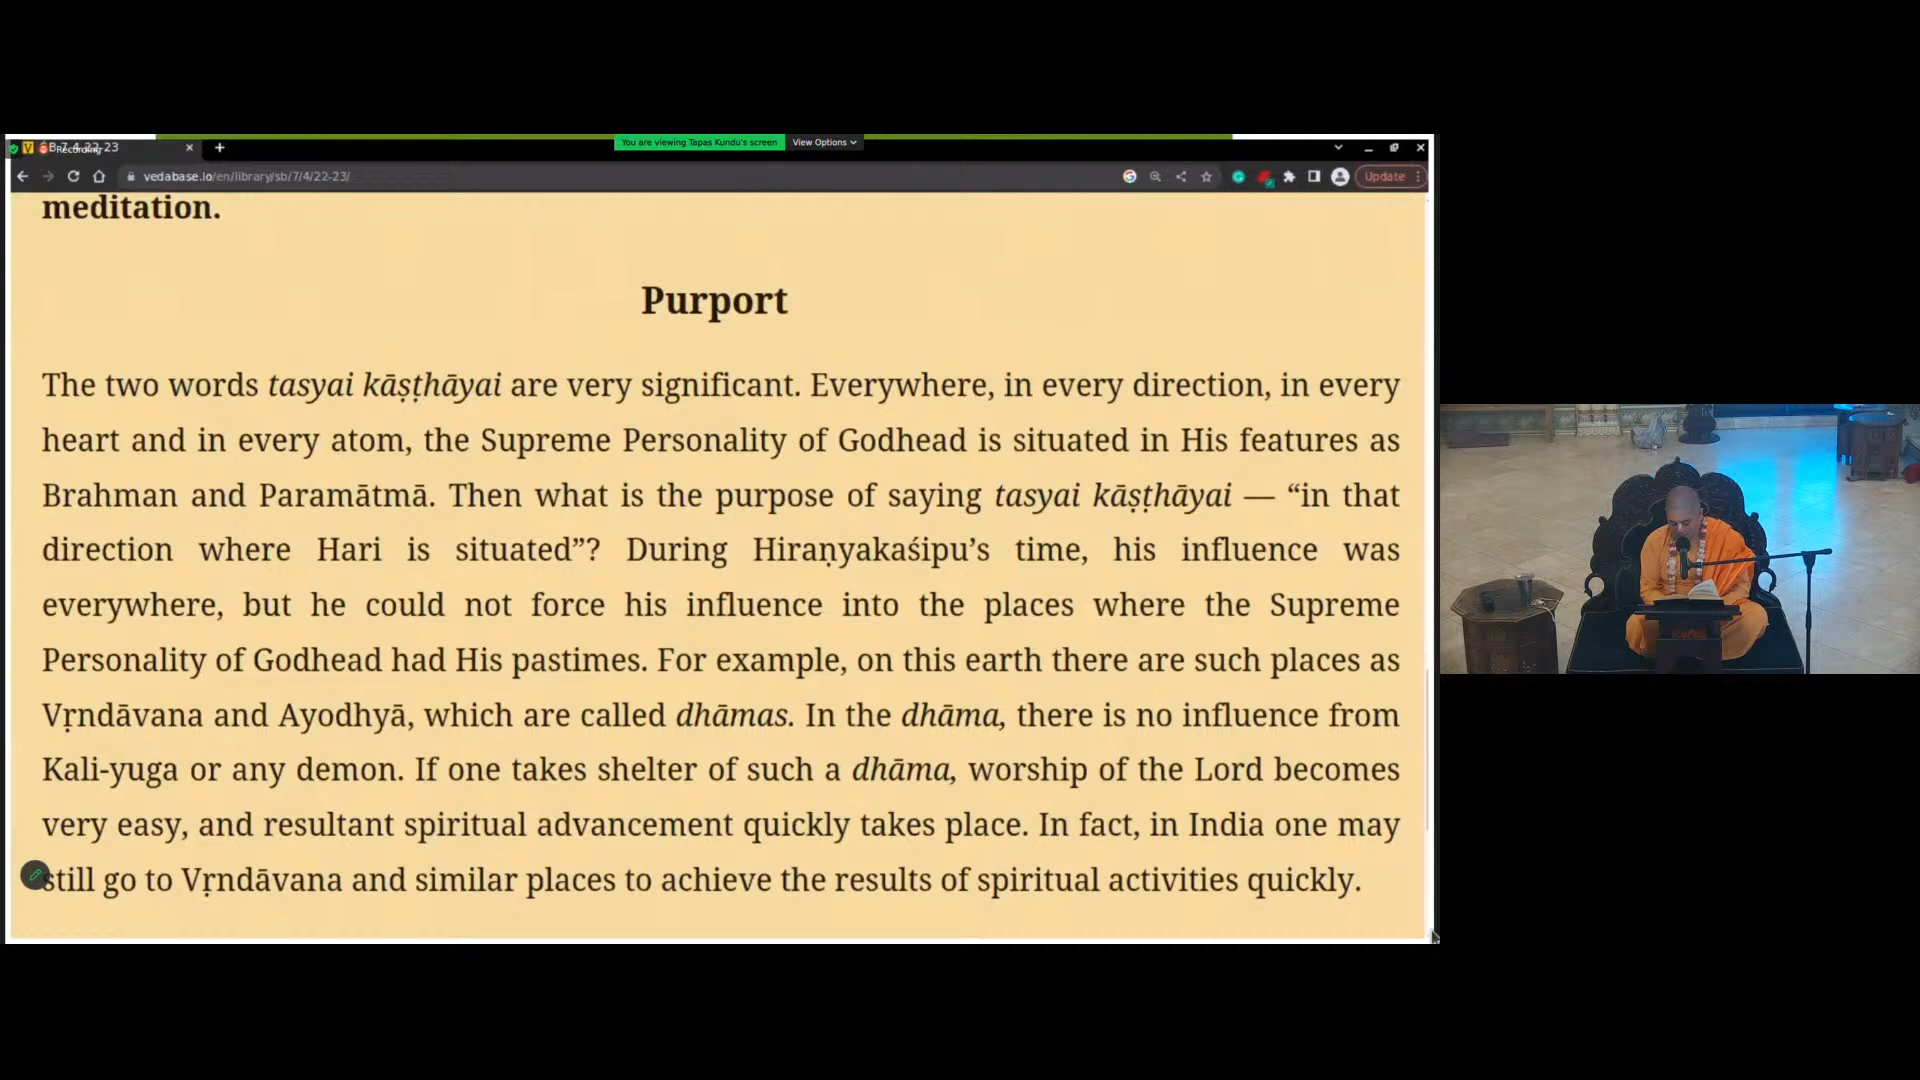 ŚB 7.4.22-23
Recording
You are viewing Tapas Kundu's screen
View Options
vedabase.io/en/library/sb/7/4/22-23/
Update
meditation.
Purport
The two words tasyai kāṣṭhāyai are very significant. Everywhere, in every direction, in every
heart and in every atom, the Supreme Personality of Godhead is situated in His features as
Brahman and Paramātmā. Then what is the purpose of saying tasyai kāṣṭhāyai — “in that
direction where Hari is situated”? During Hiraṇyakaśipu’s time, his influence was
everywhere, but he could not force his influence into the places where the Supreme
Personality of Godhead had His pastimes. For example, on this earth there are such places as
Vṛndāvana and Ayodhyā, which are called dhāmas. In the dhāma, there is no influence from
Kali-yuga or any demon. If one takes shelter of such a dhāma, worship of the Lord becomes
very easy, and resultant spiritual advancement quickly takes place. In fact, in India one may
still go to Vṛndāvana and similar places to achieve the results of spiritual activities quickly.